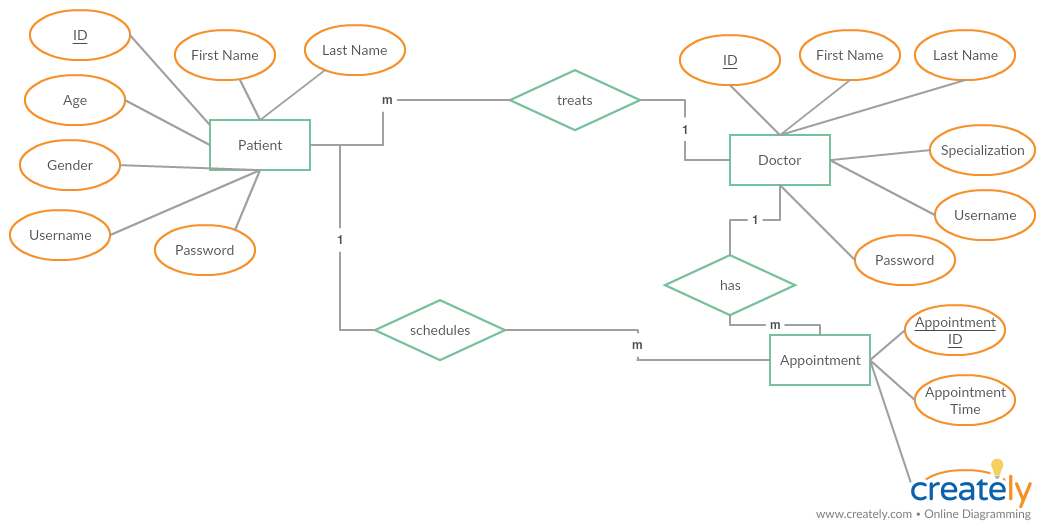 ID
First Name
Last Name
Age
Gender
Username
Password
Patient
m
treats
1
ID
First Name
Last Name
Doctor
Specialization
Username
Password
1
has
m
1
schedules
m
Appointment
Appointment
ID
Appointment
Time
creately
www.creately.com • Online Diagramming